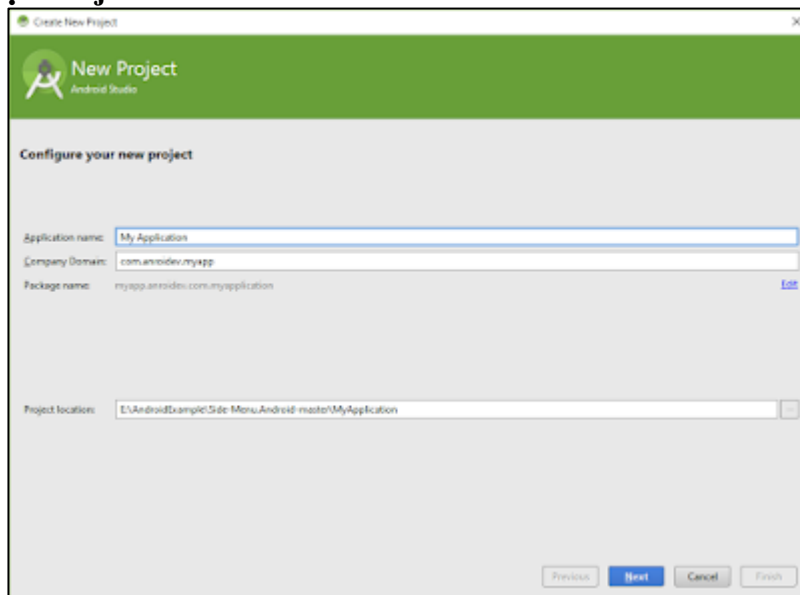 Create New Project
New Project
Android Studio
Configure your new project
Application name: My Application
Company Domain: com.anroidev.myapp
Package name: myapp.anroidev.com.myapplication Edit
Project location: E:\AndroidExample\Side-Menu.Android-master\MyApplication ...
Previous Next Cancel Finish